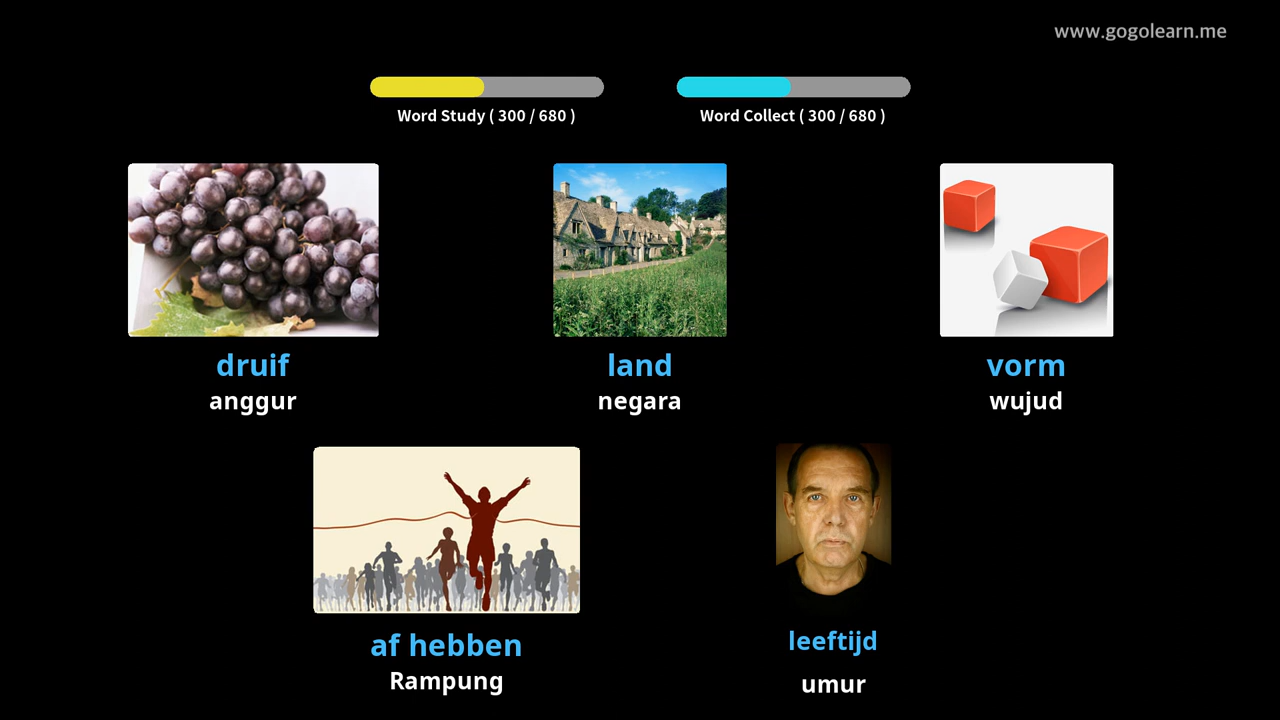 www.gogolearn.me
Word Study ( 300 / 680 )
Word Collect ( 300 / 680 )
druif
anggur
land
negara
vorm
wujud
af hebben
Rampung
leeftijd
umur